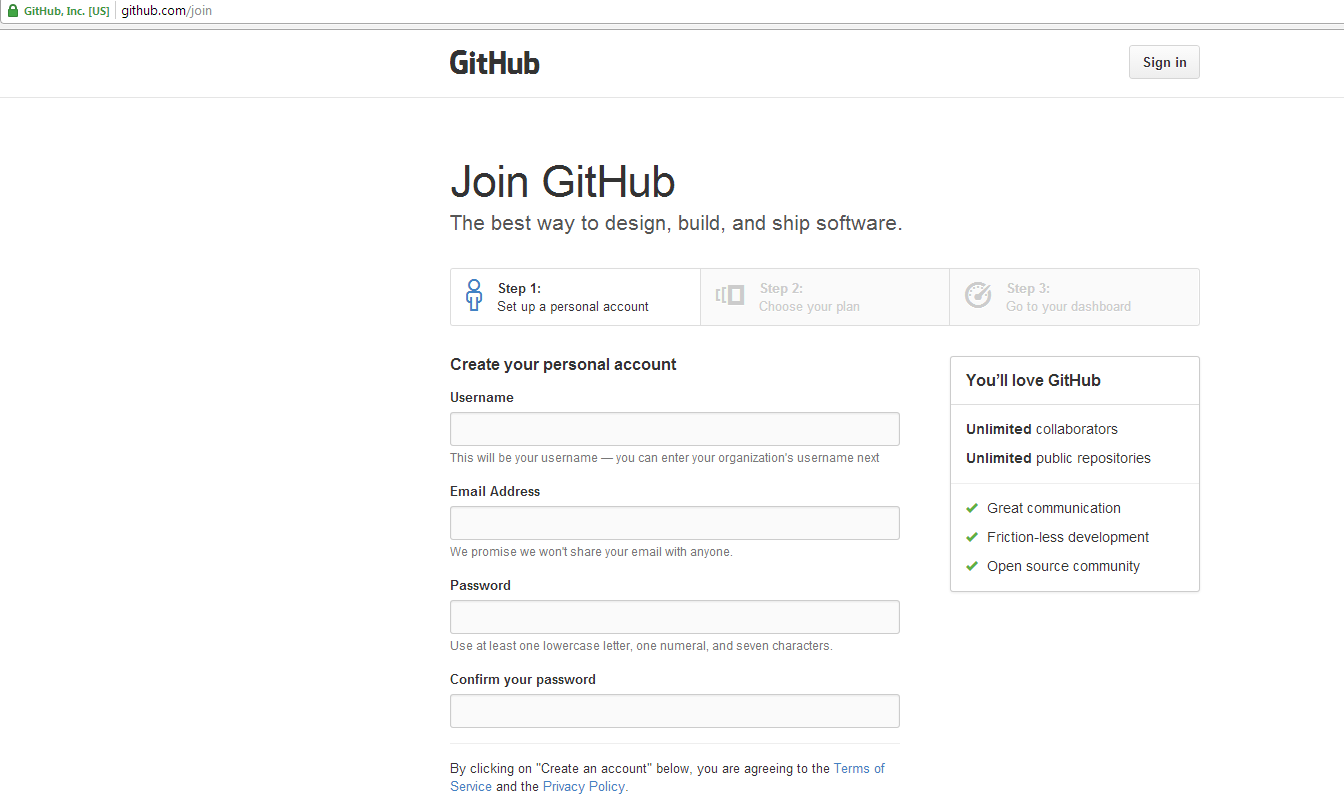 GitHub, Inc. [US] github.com/join
GitHub
Sign in
Join GitHub
The best way to design, build, and ship software.
Step 1:
Set up a personal account
Step 2:
Choose your plan
Step 3:
Go to your dashboard
Create your personal account
Username
This will be your username — you can enter your organization's username next
Email Address
We promise we won't share your email with anyone.
Password
Use at least one lowercase letter, one numeral, and seven characters.
Confirm your password
By clicking on "Create an account" below, you are agreeing to the Terms of
Service and the Privacy Policy.
You’ll love GitHub
Unlimited collaborators
Unlimited public repositories
Great communication
Friction-less development
Open source community